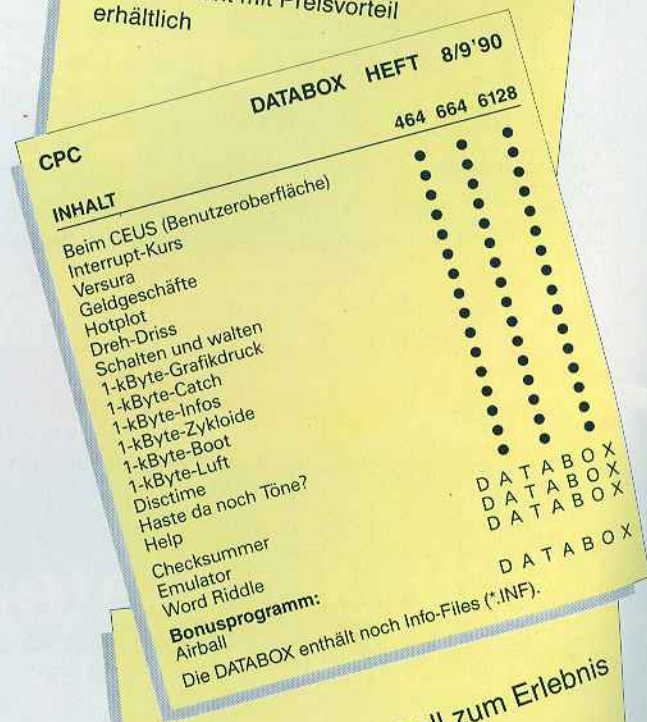 mit Preisvorteil
erhältlich
DATABOX HEFT 8/9'90
CPC 464 664 6128
INHALT
Beim CEUS (Benutzeroberfläche) ● ● ●
Interrupt-Kurs ● ● ●
Versura ● ● ●
Geldgeschäfte ● ● ●
Hotplot ● ● ●
Dreh-Driss ● ● ●
Schalten und walten ● ● ●
1-kByte-Grafikdruck ● ● ●
1-kByte-Catch ● ● ●
1-kByte-Infos ● ● ●
1-kByte-Zykloide ● ● ●
1-kByte-Boot ● ● ●
1-kByte-Luft ● ● ●
Disctime ● ● ●
Haste da noch Töne? ● ● ●
Help ● ● ●
Checksummer DATABOX
Emulator DATABOX
Word Riddle DATABOX
Bonusprogramm:
Airball DATABOX
Die DATABOX enthält noch Info-Files (*.INF).
zum Erlebnis